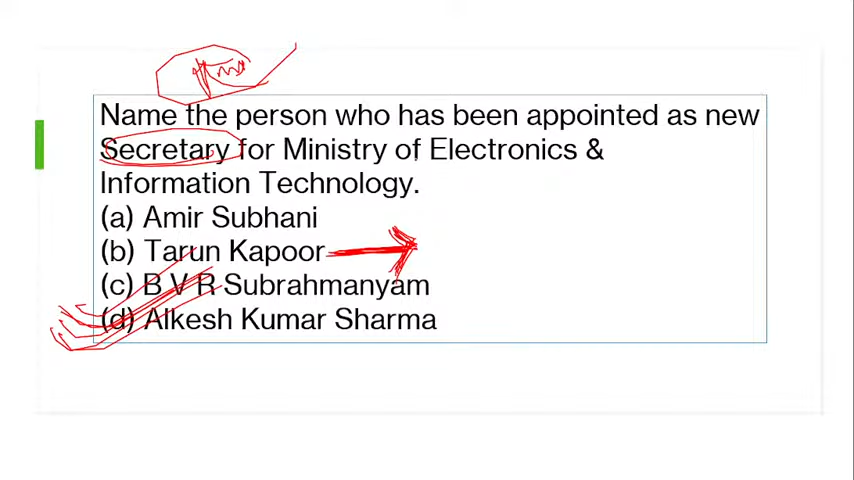 Name the person who has been appointed as new
Secretary for Ministry of Electronics &
Information Technology.
(a) Amir Subhani
(b) Tarun Kapoor
(c) B V R Subrahmanyam
(d) Alkesh Kumar Sharma